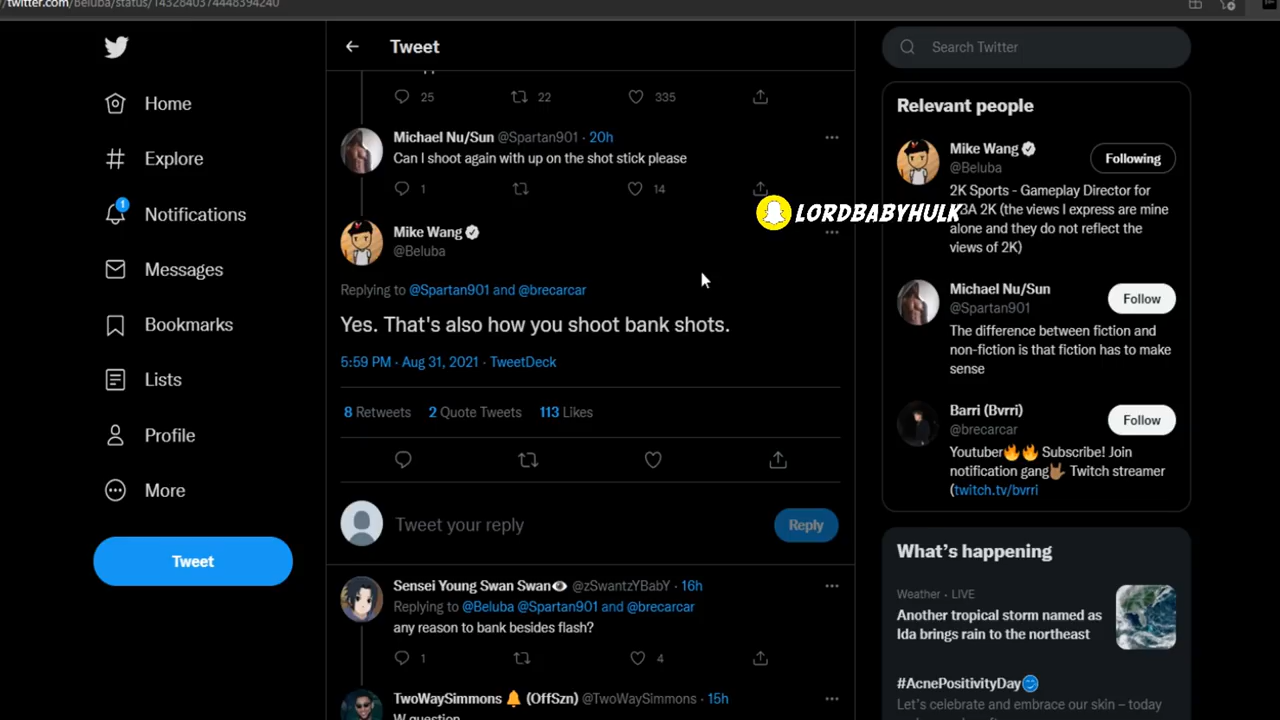 /twitter.com/beluba/status/1432840374448394240
Home
Explore
1
Notifications
Messages
Bookmarks
Lists
Profile
More
Tweet
Tweet
25 22 335
Michael Nu/Sun @Spartan901 · 20h
Can I shoot again with up on the shot stick please
1 14
Mike Wang
@Beluba
Replying to @Spartan901 and @brecarcar
Yes. That's also how you shoot bank shots.
5:59 PM · Aug 31, 2021 · TweetDeck
8 Retweets 2 Quote Tweets 113 Likes
Tweet your reply
Reply
Sensei Young Swan Swan @zSwantzYBabY · 16h
Replying to @Beluba @Spartan901 and @brecarcar
any reason to bank besides flash?
1 4
TwoWaySimmons (OffSzn) @TwoWaySimmons · 15h
W question
LORDBABYHULK
Search Twitter
Relevant people
Mike Wang
@Beluba
Following
2K Sports - Gameplay Director for
3A 2K (the views I express are mine
alone and they do not reflect the
views of 2K)
Michael Nu/Sun
@Spartan901
Follow
The difference between fiction and
non-fiction is that fiction has to make
sense
Barri (Bvrri)
@brecarcar
Follow
Youtuber🔥🔥 Subscribe! Join
notification gang🤟🏽 Twitch streamer
(twitch.tv/bvrri
What's happening
Weather · LIVE
Another tropical storm named as
Ida brings rain to the northeast
#AcnePositivityDay
Let's celebrate and embrace our skin – today